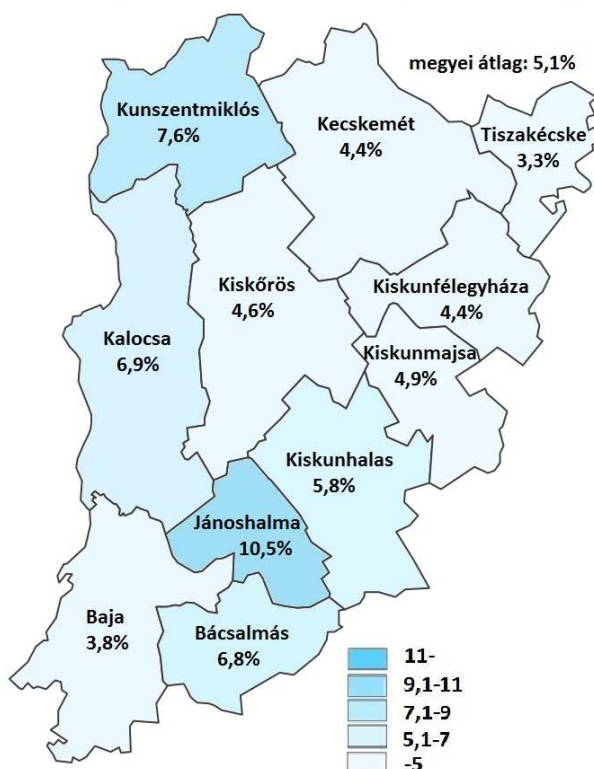 megyei átlag: 5,1%
Kunszentmiklós
7,6%
Kecskemét
4,4%
Tiszakécske
3,3%
Kiskőrös
4,6%
Kiskunfélegyháza
4,4%
Kalocsa
6,9%
Kiskunmajsa
4,9%
Kiskunhalas
5,8%
Jánoshalma
10,5%
Baja
3,8%
Bácsalmás
6,8%
11-
9,1-11
7,1-9
5,1-7
-5